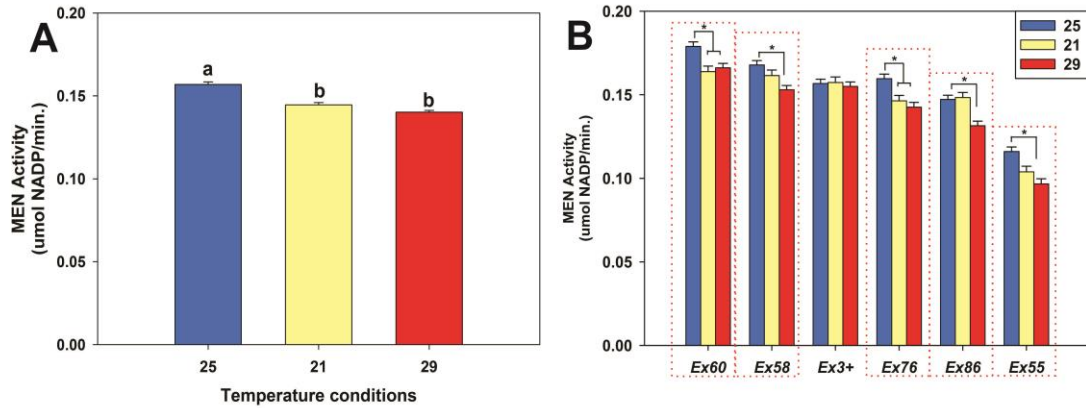 A
MEN Activity
(umol NADP/min.)
0.20
0.15
0.10
0.05
0.00
a
b
b
25
21
29
Temperature conditions
B
MEN Activity
(umol NADP/min.)
0.20
0.15
0.10
0.05
0.00
*
*
*
*
*
25
21
29
Ex60
Ex58
Ex3+
Ex76
Ex86
Ex55